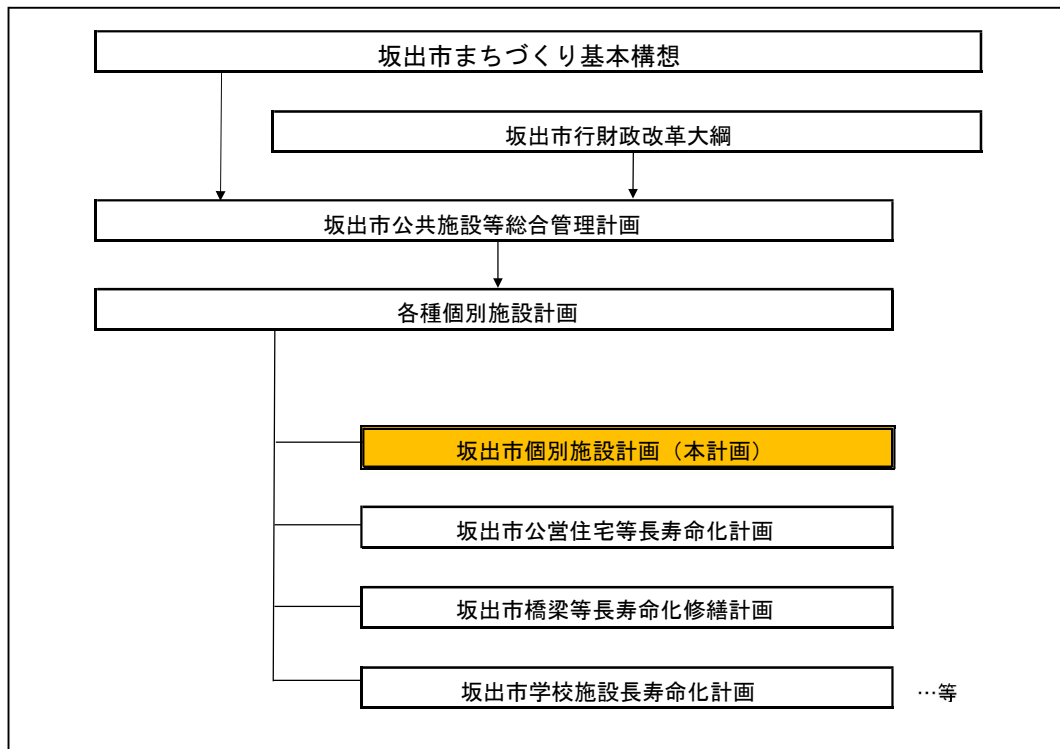 坂出市まちづくり基本構想
坂出市行財政改革大綱
坂出市公共施設等総合管理計画
各種個別施設計画
坂出市個別施設計画（本計画）
坂出市公営住宅等長寿命化計画
坂出市橋梁等長寿命化修繕計画
坂出市学校施設長寿命化計画 …等